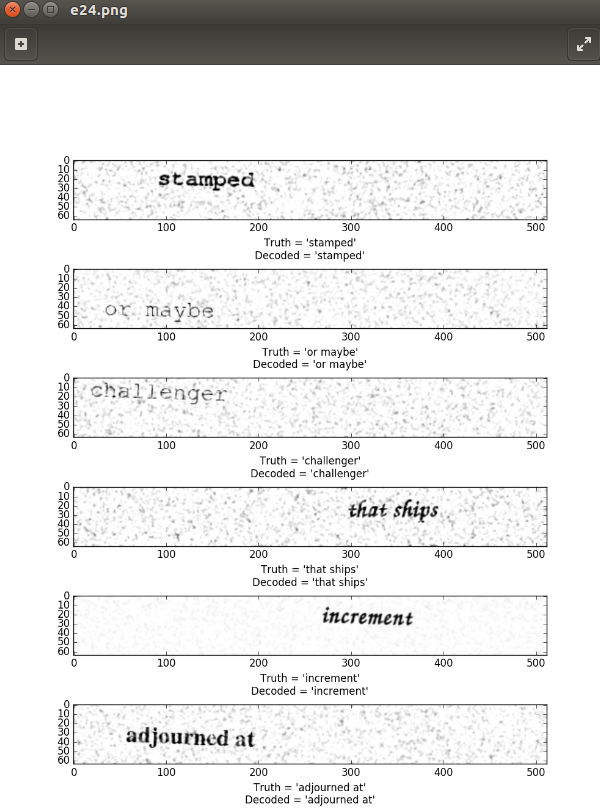 e24.png
0
10
20
30
40
50
60
stamped
0 100 200 300 400 500
Truth = 'stamped'
Decoded = 'stamped'
0
10
20
30
40
50
60
or maybe
0 100 200 300 400 500
Truth = 'or maybe'
Decoded = 'or maybe'
0
10
20
30
40
50
60
challenger
0 100 200 300 400 500
Truth = 'challenger'
Decoded = 'challenger'
0
10
20
30
40
50
60
that ships
0 100 200 300 400 500
Truth = 'that ships'
Decoded = 'that ships'
0
10
20
30
40
50
60
increment
0 100 200 300 400 500
Truth = 'increment'
Decoded = 'increment'
0
10
20
30
40
50
60
adjourned at
0 100 200 300 400 500
Truth = 'adjourned at'
Decoded = 'adjourned at'